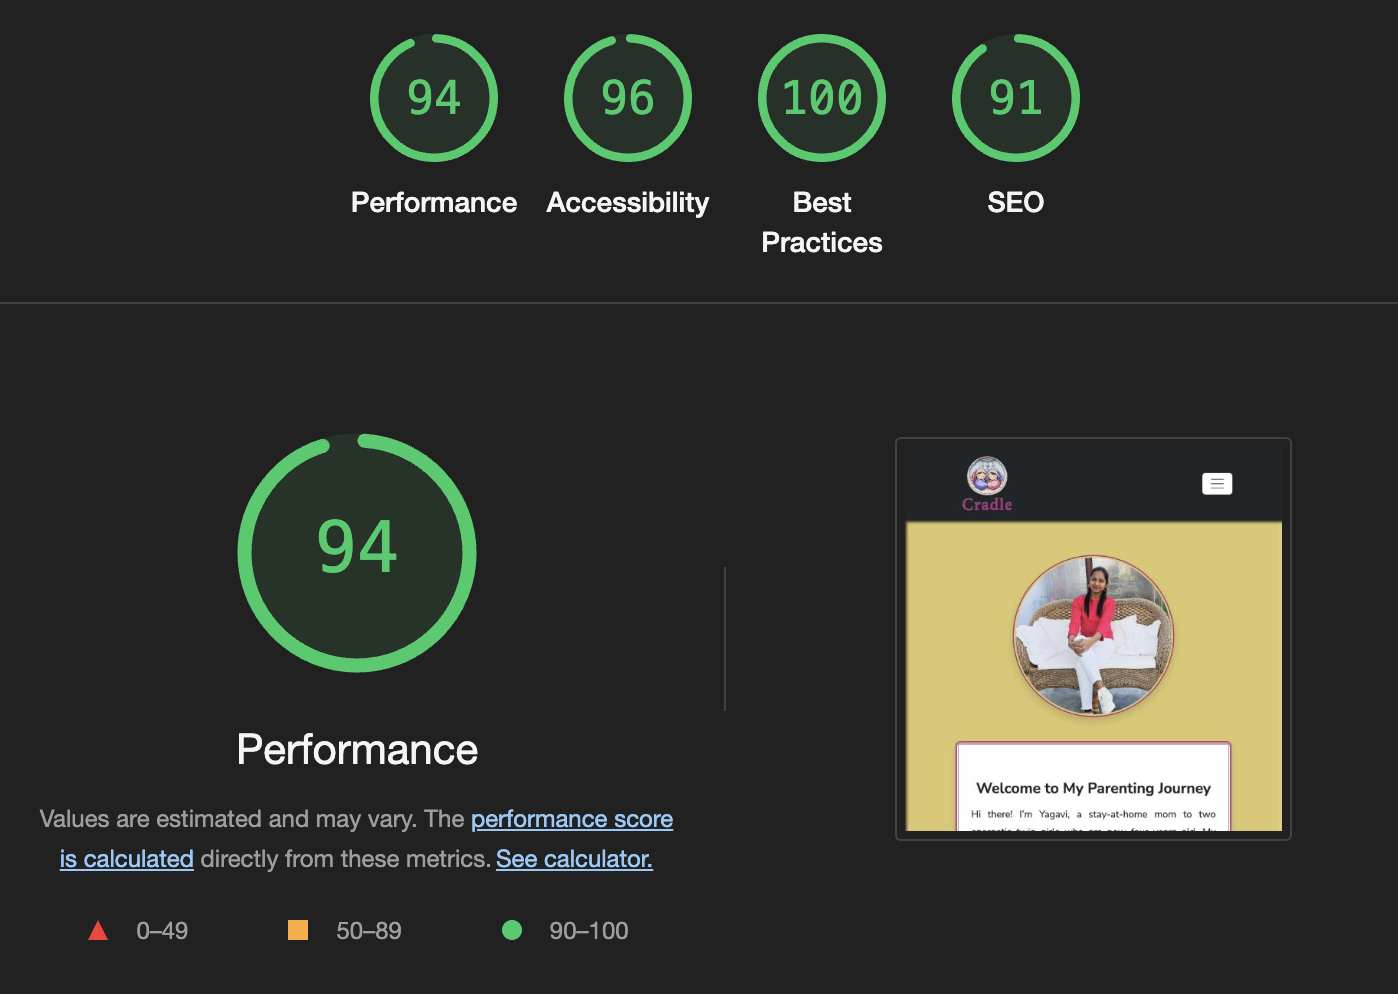 94
96
100
91
Performance
Accessibility
Best
Practices
SEO
94
Performance
Values are estimated and may vary. The performance score
is calculated directly from these metrics. See calculator.
0–49
50–89
90–100
Cradle
Welcome to My Parenting Journey
Hi there! I'm Yagavi, a stay-at-home mom to two